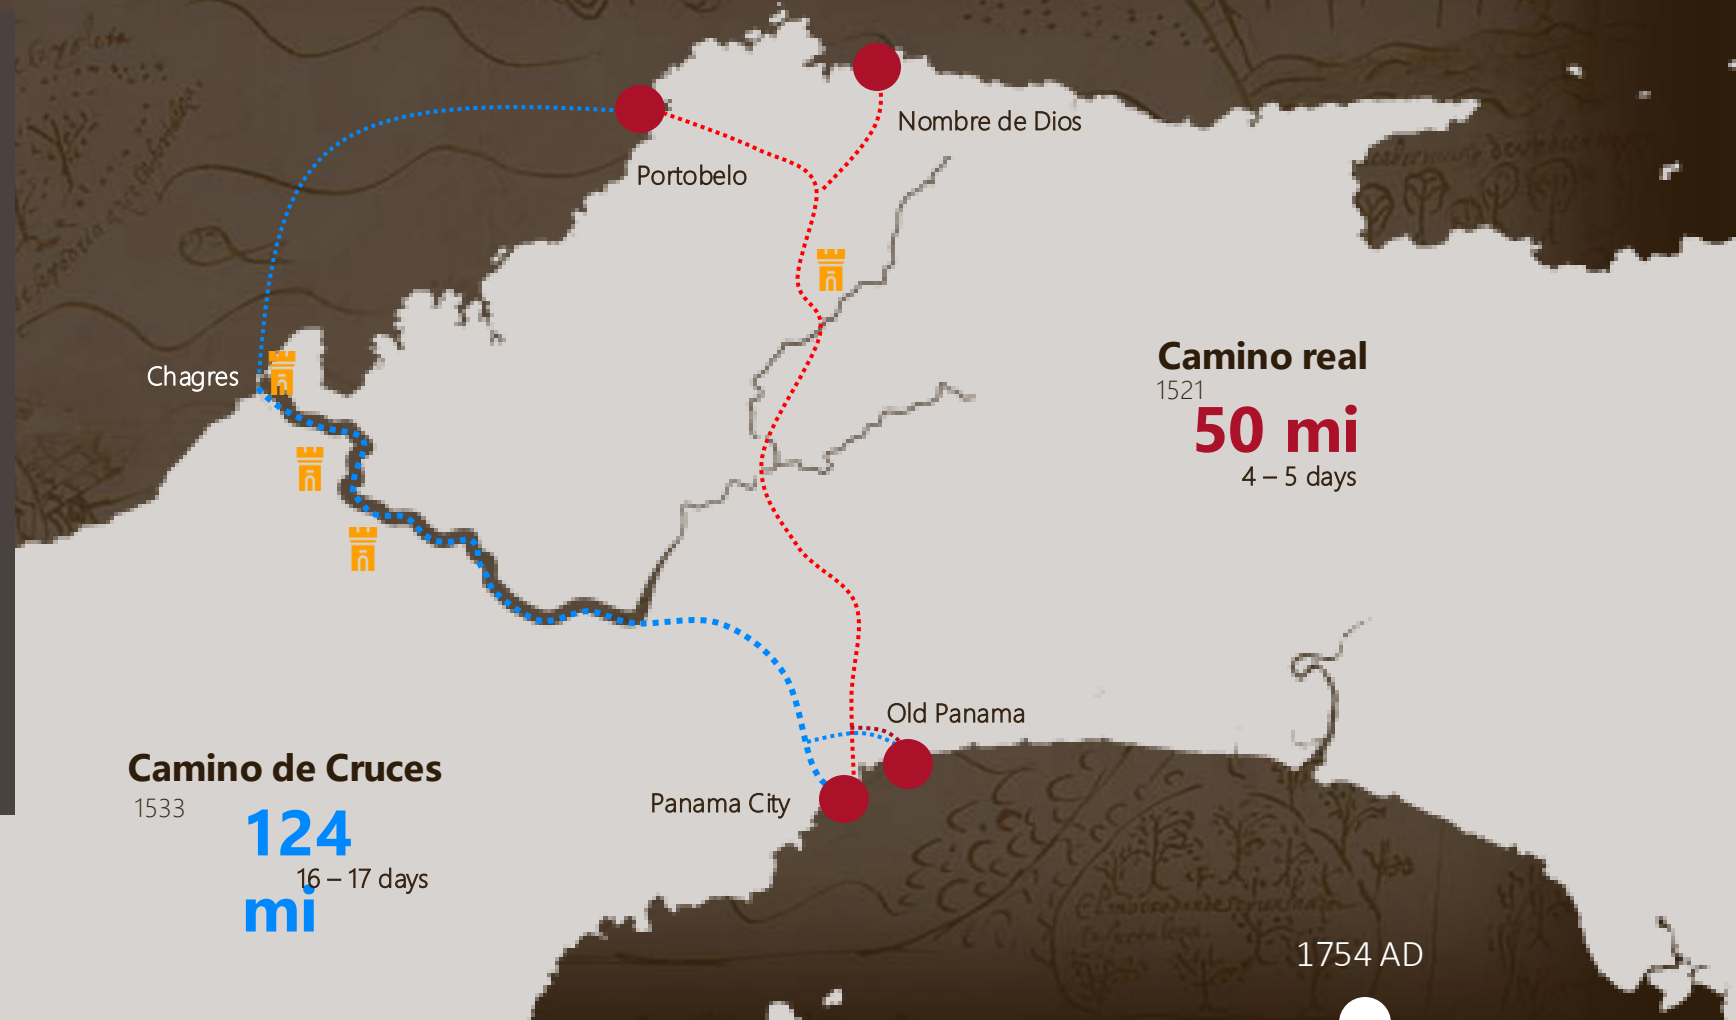 Nombre de Dios
Portobelo
Chagres
Camino real
1521
50 mi
4 – 5 days
Old Panama
Panama City
Camino de Cruces
1533
124
mi
16 – 17 days
1754 AD